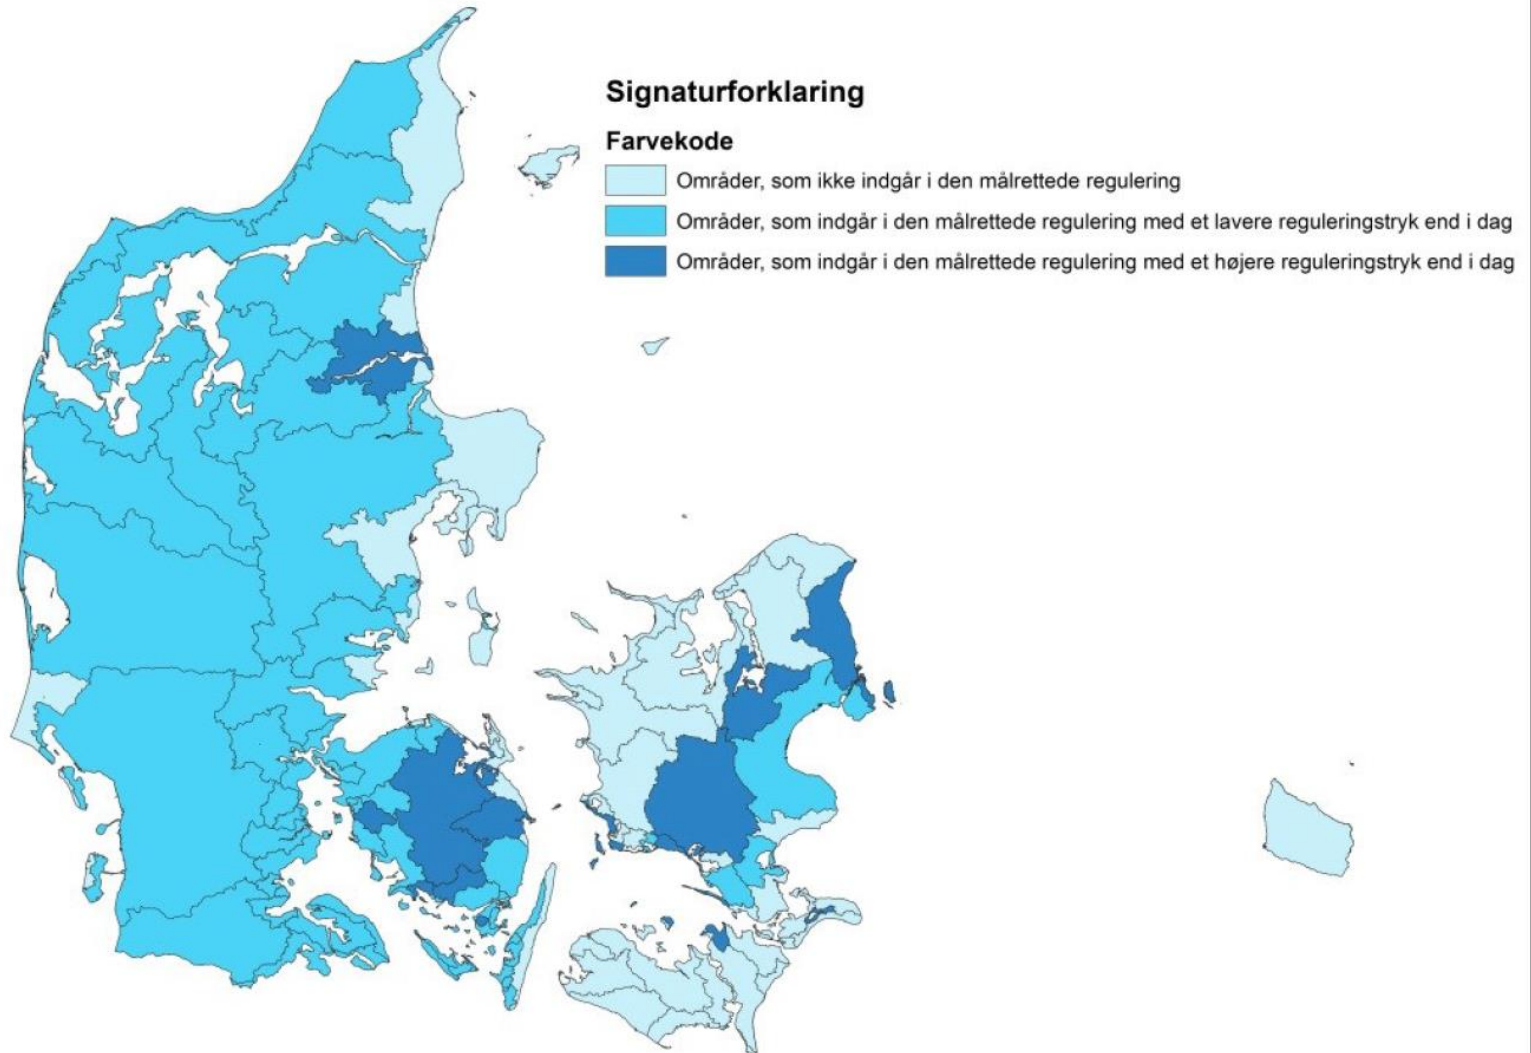 Signaturforklaring
Farvekode
Områder, som ikke indgår i den målrettede regulering
Områder, som indgår i den målrettede regulering med et lavere reguleringstryk end i dag
Områder, som indgår i den målrettede regulering med et højere reguleringstryk end i dag